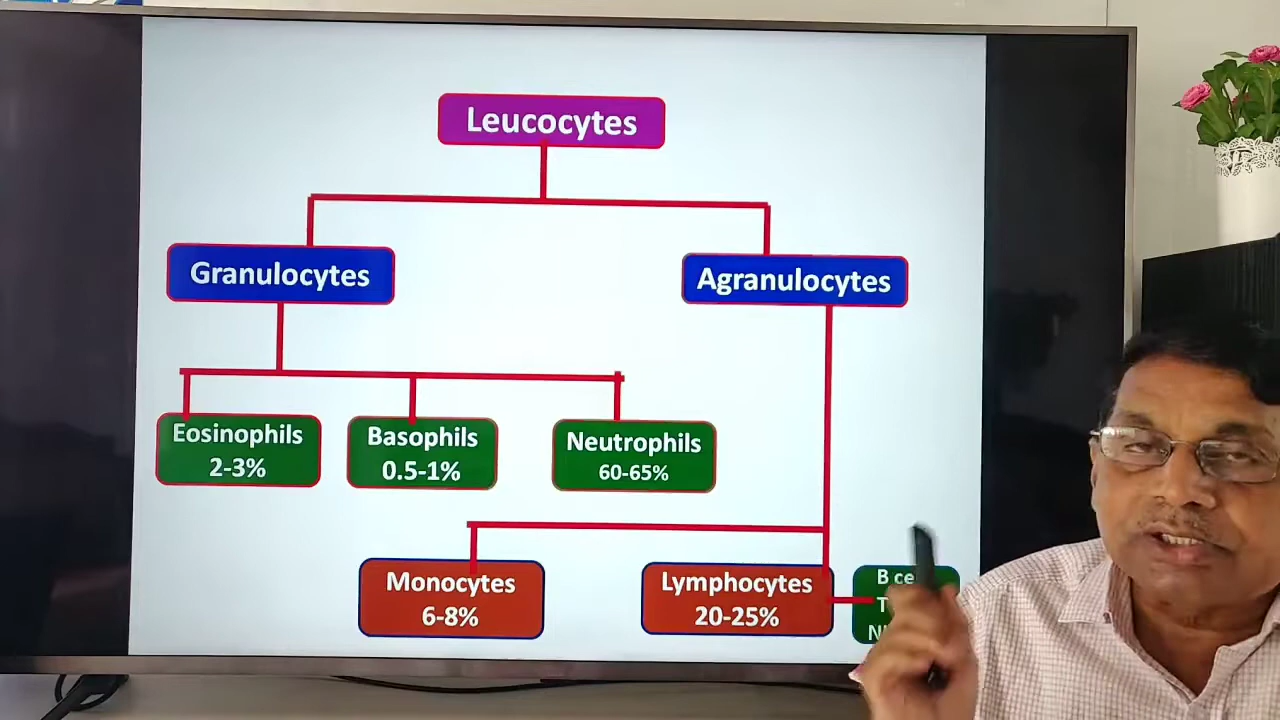 Leucocytes
Granulocytes
Agranulocytes
Eosinophils
2-3%
Basophils
0.5-1%
Neutrophils
60-65%
Monocytes
6-8%
Lymphocytes
20-25%
B